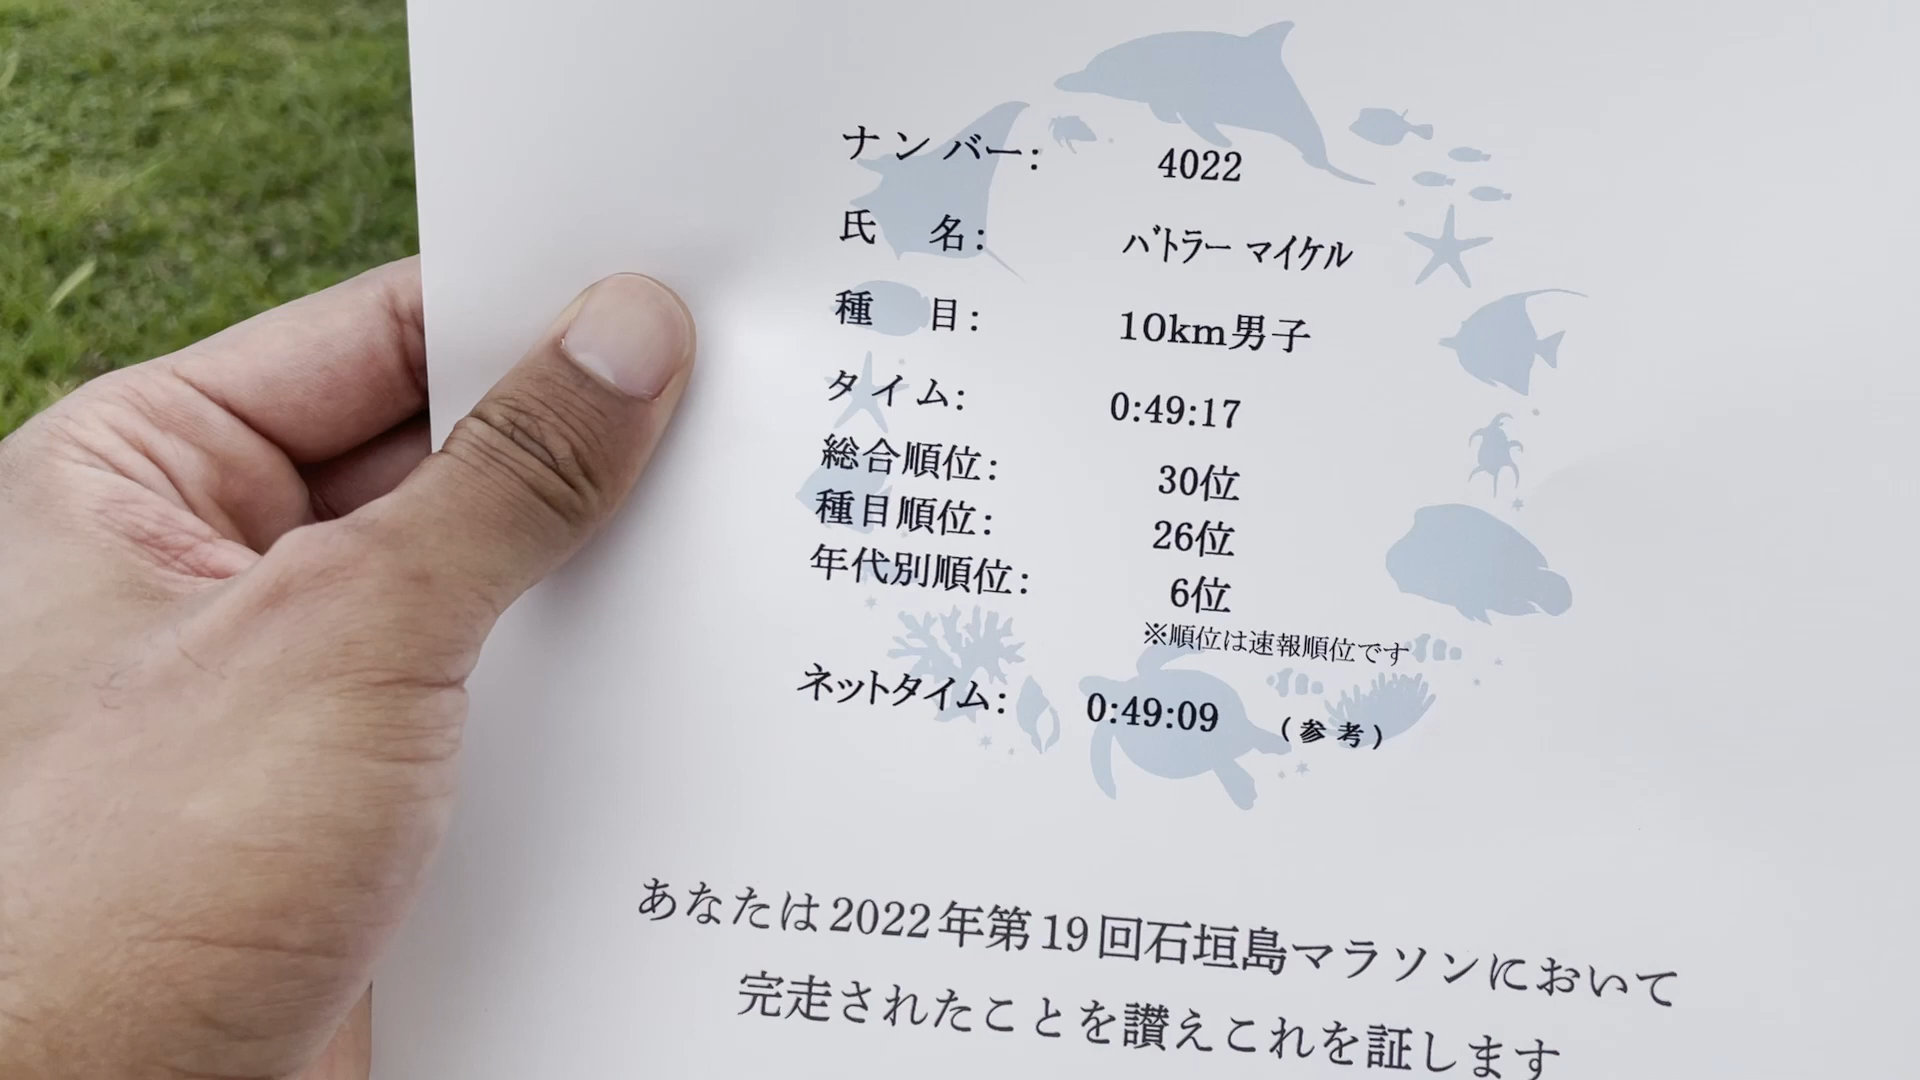 ナンバー： 4022
氏 名： バトラー マイケル
種 目： 10km男子
タイム： 0:49:17
総合順位： 30位
種目順位： 26位
年代別順位： 6位
※順位は速報順位です
ネットタイム： 0:49:09 (参考)
あなたは2022年第19回石垣島マラソンにおいて
完走されたことを讃えこれを証します